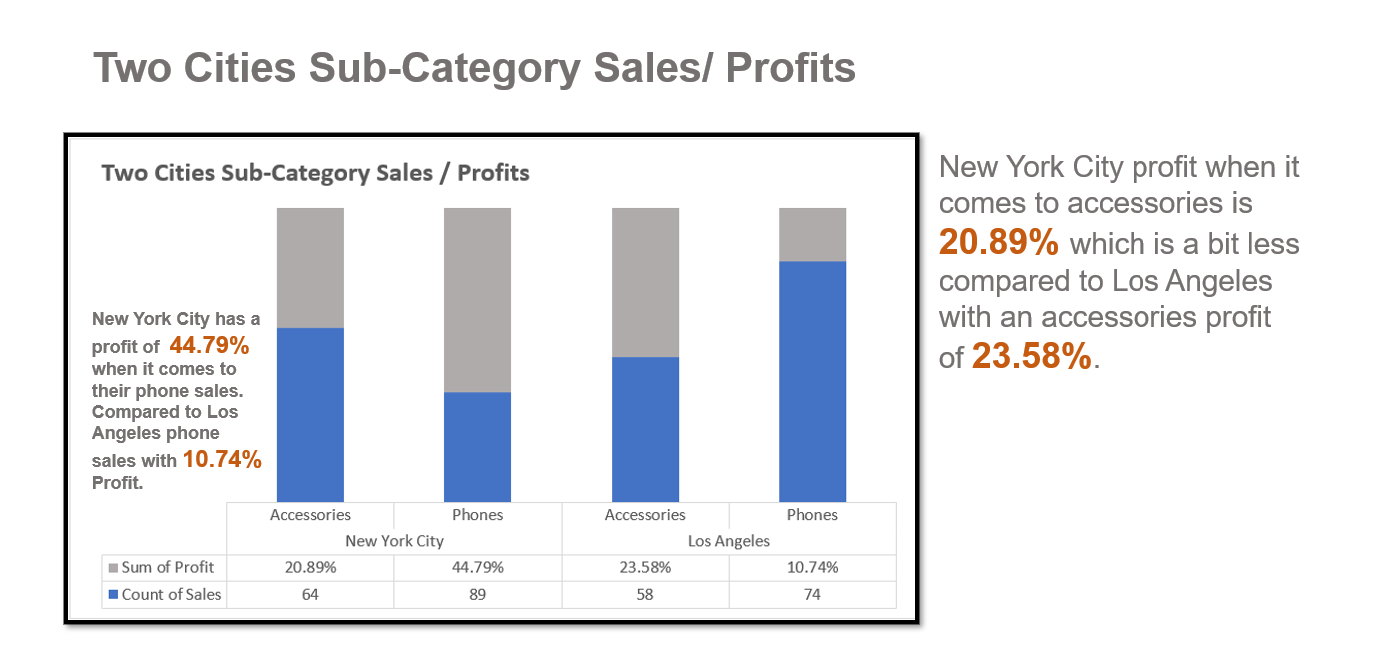 Two Cities Sub-Category Sales/ Profits
Two Cities Sub-Category Sales / Profits
New York City has a
profit of 44.79%
when it comes to
their phone sales.
Compared to Los
Angeles phone
sales with 10.74%
Profit.
Accessories Phones Accessories Phones
New York City Los Angeles
Sum of Profit 20.89% 44.79% 23.58% 10.74%
Count of Sales 64 89 58 74
New York City profit when it
comes to accessories is
20.89% which is a bit less
compared to Los Angeles
with an accessories profit
of 23.58%.